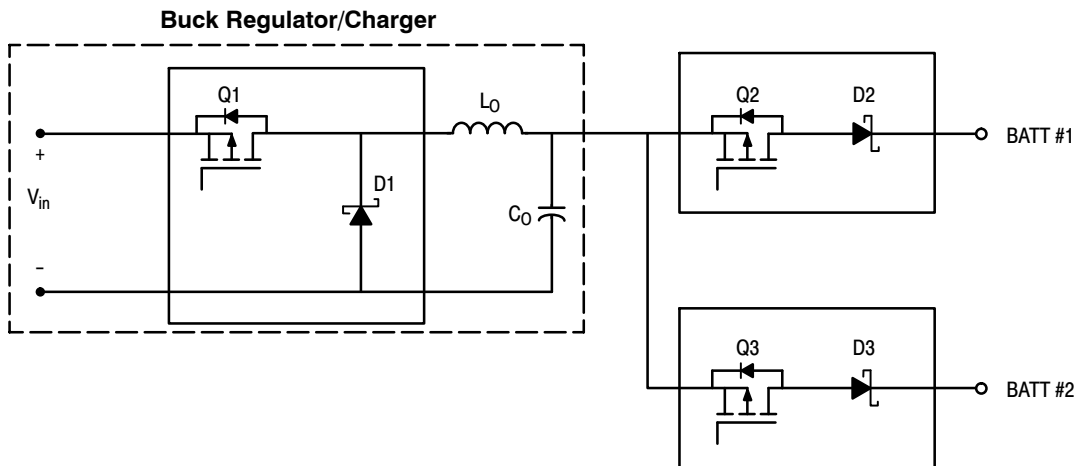 Buck Regulator/Charger
Q1
LO
Q2
D2
BATT #1
+
Vin
D1
CO
–
Q3
D3
BATT #2